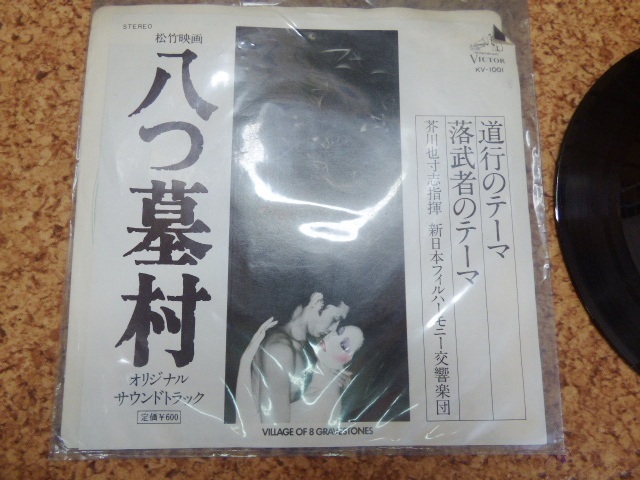 STEREO
松竹映画
八つ墓村
オリジナル
サウンドトラック
定価¥600
VICTOR
KV-1001
道行のテーマ
落武者のテーマ
芥川也寸志指揮 新日本フィルハーモニー交響楽団
VILLAGE OF 8 GRAVESTONES